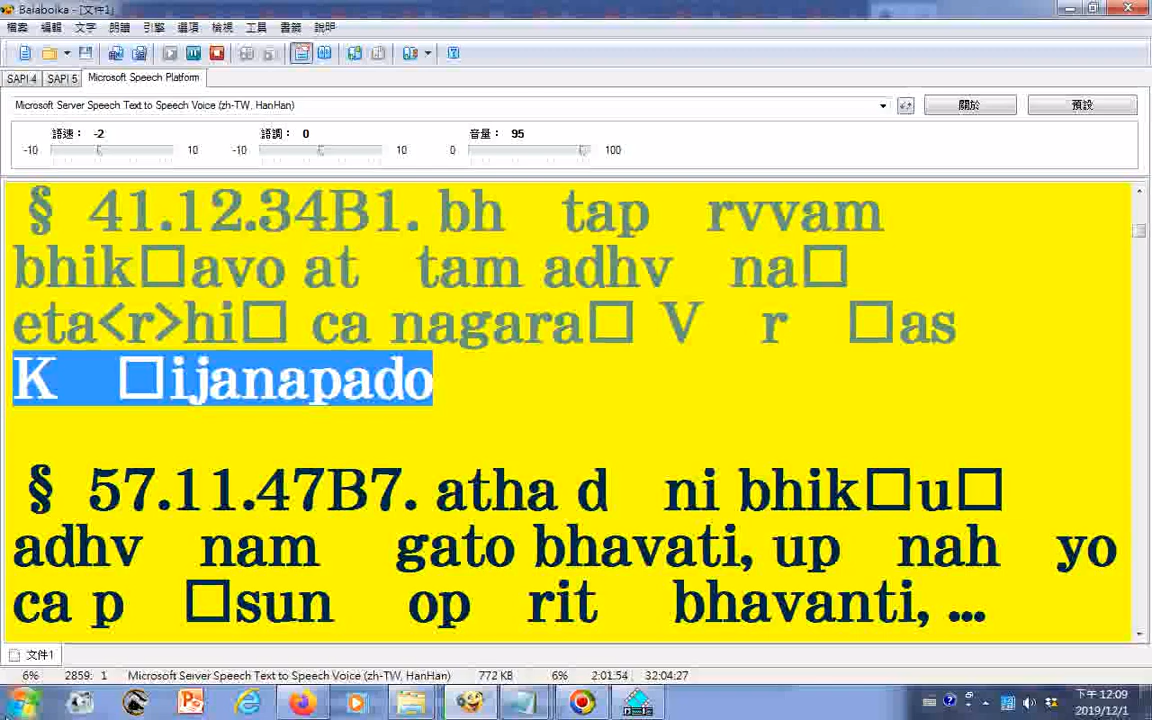 Balabolka - [文件1]
檔案 編輯 文字 朗讀 引擎 選項 檢視 工具 書籤 說明
SAPI 4 SAPI 5 Microsoft Speech Platform
Microsoft Server Speech Text to Speech Voice (zh-TW, HanHan) 關於 預設
語速: -2 語調: 0 音量: 95
-10 10 -10 10 0 100
§ 41.12.34B1. bh tap rvvam
bhik□avo at tam adhv na□
eta<r>hi□ ca nagara□ V r □as
K □ijanapado
§ 57.11.47B7. atha d ni bhik□u□
adhv nam gato bhavati, up nah yo
ca p □sun op rit bhavanti, ...
文件1
6% 2859: 1 Microsoft Server Speech Text to Speech Voice (zh-TW, HanHan) 772 KB 6% 2:01:54 32:04:27
下午 12:09
2019/12/1